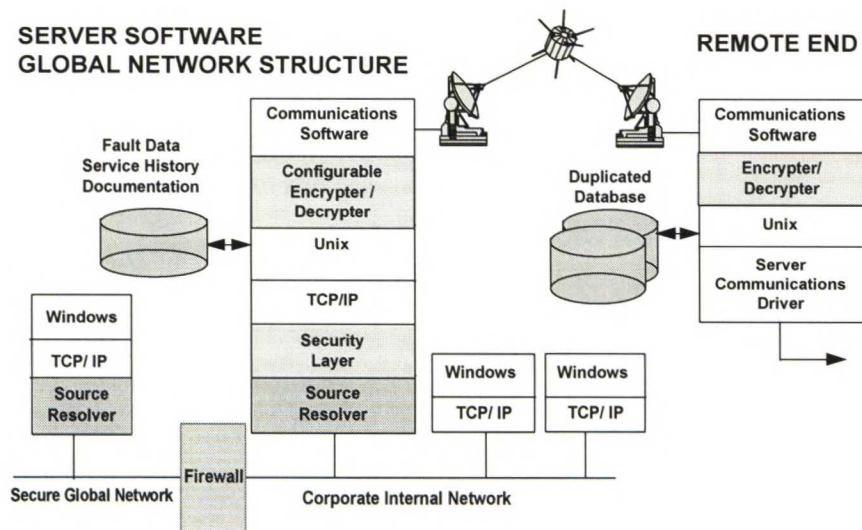 SERVER SOFTWARE
GLOBAL NETWORK STRUCTURE
REMOTE END
Fault Data
Service History
Documentation
Communications
Software
Configurable
Encrypter /
Decrypter
Unix
TCP/IP
Security
Layer
Source
Resolver
Windows
TCP/ IP
Source
Resolver
Windows
TCP/ IP
Windows
TCP/ IP
Duplicated
Database
Communications
Software
Encrypter/
Decrypter
Unix
Server
Communications
Driver
Firewall
Secure Global Network
Corporate Internal Network